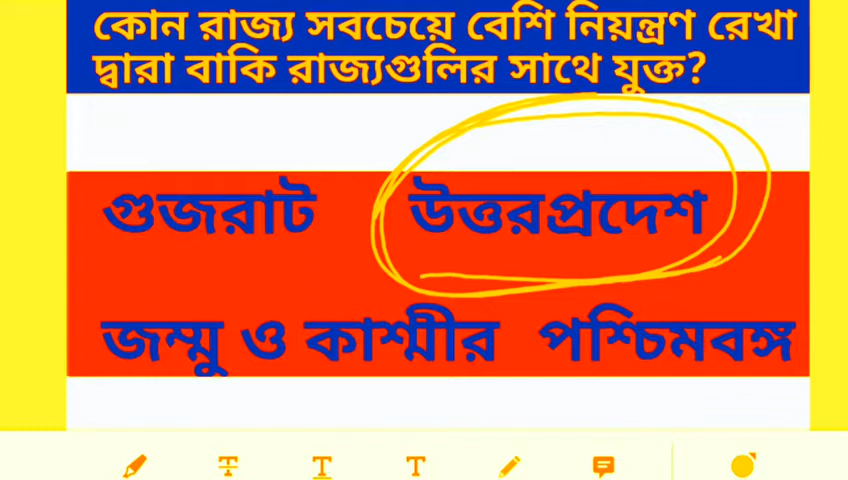 কোন রাজ্য সবচেয়ে বেশি নিয়ন্ত্রণ রেখা
দ্বারা বাকি রাজ্যগুলির সাথে যুক্ত?
গুজরাট উত্তরপ্রদেশ
জম্মু ও কাশ্মীর পশ্চিমবঙ্গ